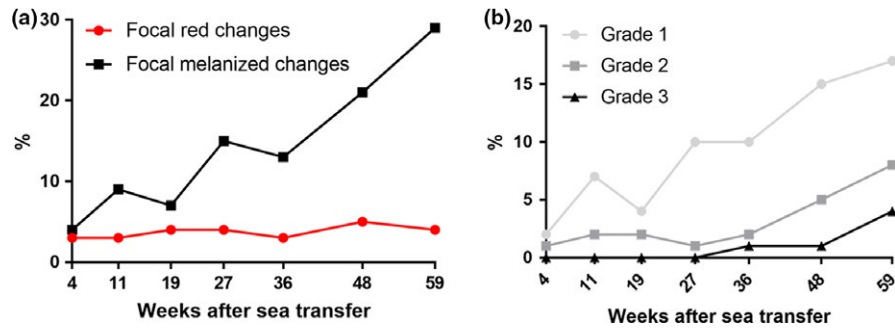 (a)
Focal red changes
Focal melanized changes
30
20
10
0
%
4 11 19 27 36 48 59
Weeks after sea transfer
(b)
Grade 1
Grade 2
Grade 3
20
15
10
5
0
%
4 11 19 27 36 48 59
Weeks after sea transfer